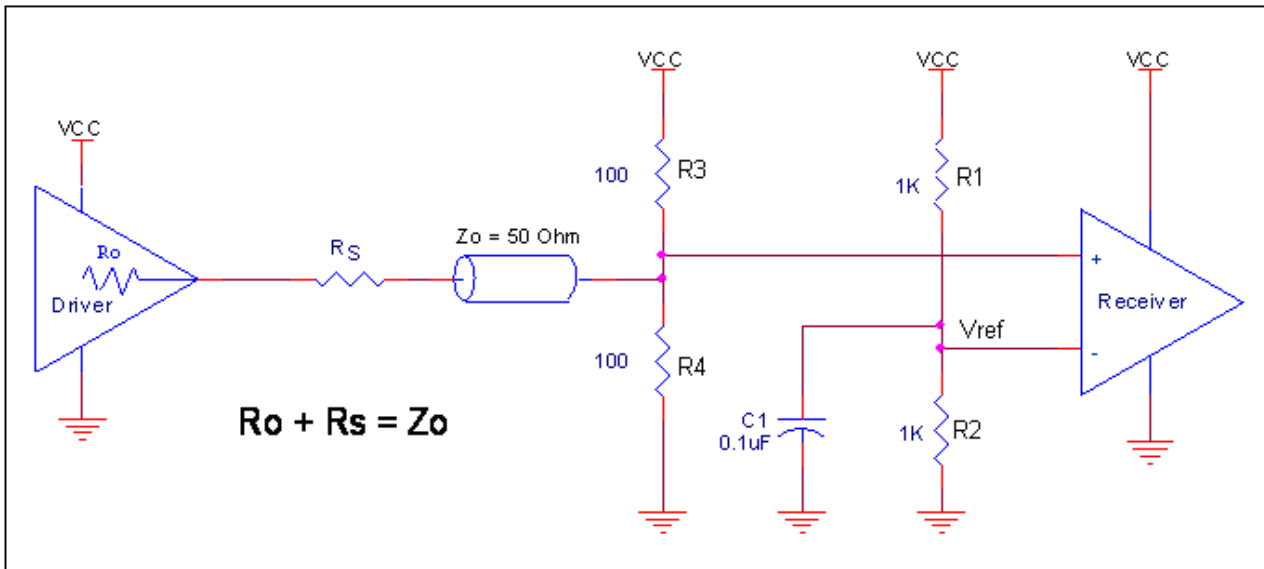 VCC
VCC
VCC
VCC
100
R3
1K
R1
Ro
Driver
RS
Zo = 50 Ohm
+
Receiver
Vref
-
100
R4
Ro + Rs = Zo
C1
0.1uF
1K
R2